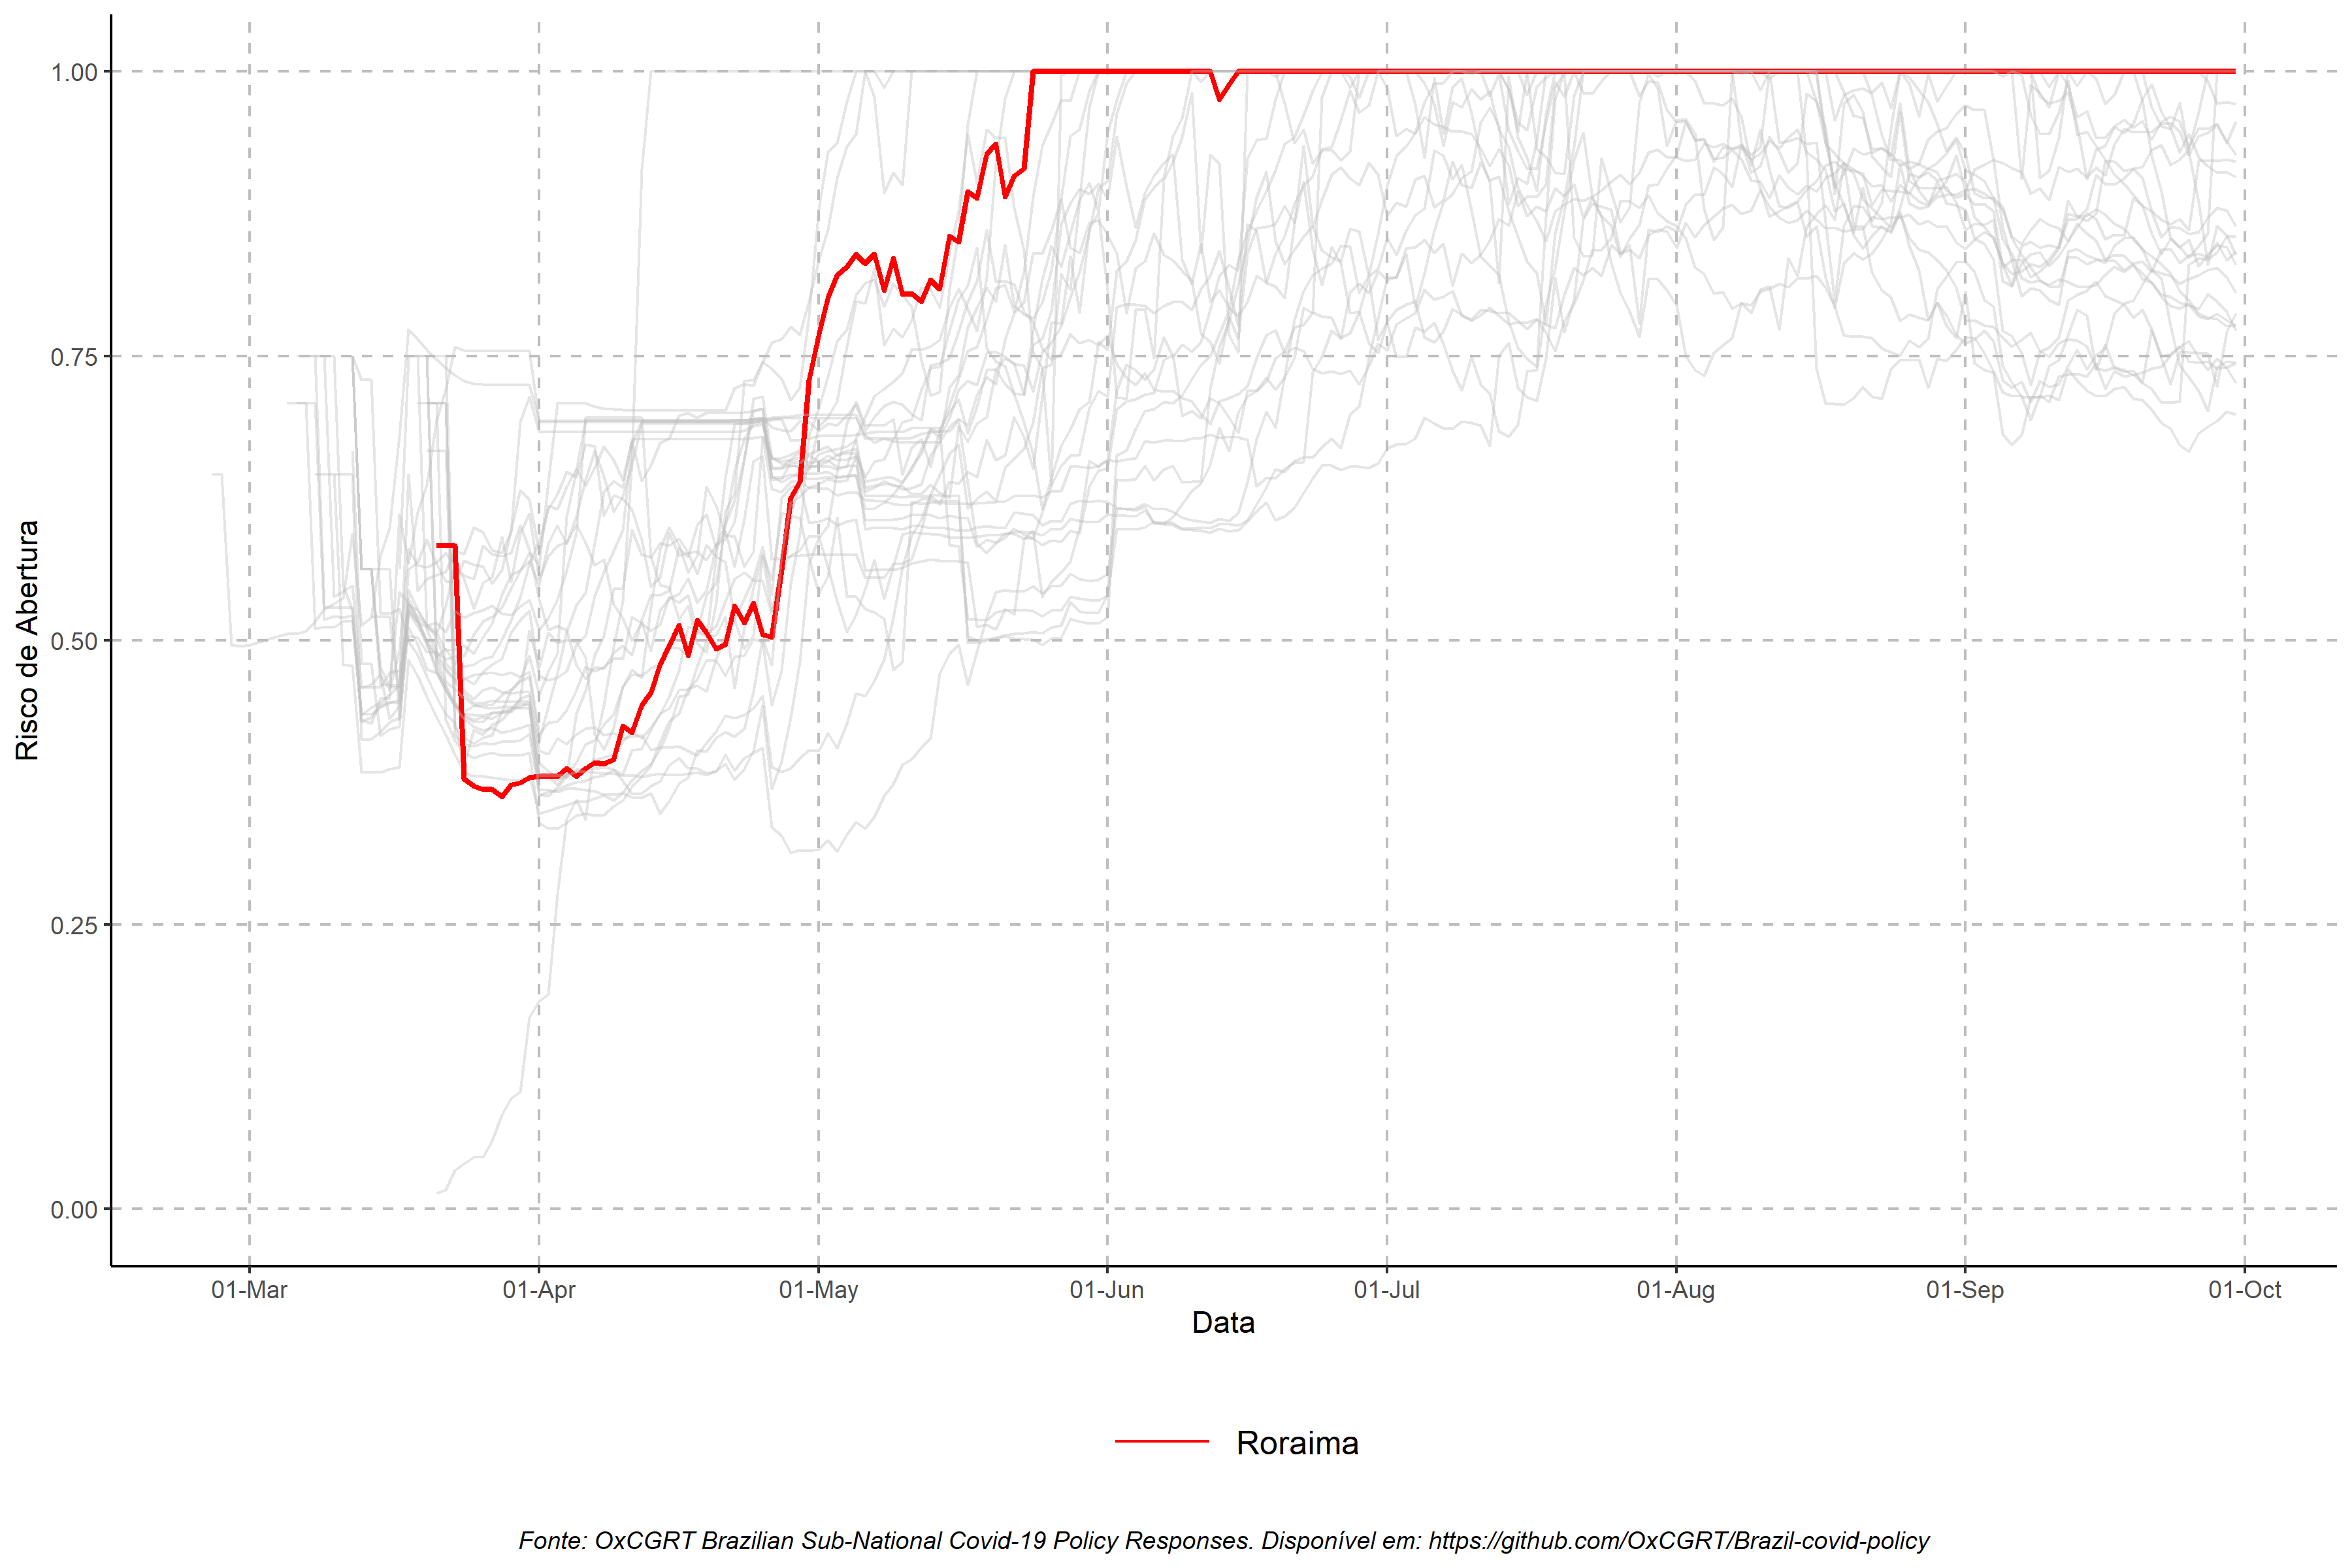 1.00
0.75
0.50
0.25
0.00
Risco de Abertura
01-Mar 01-Apr 01-May 01-Jun 01-Jul 01-Aug 01-Sep 01-Oct
Data
Roraima
Fonte: OxCGRT Brazilian Sub-National Covid-19 Policy Responses. Disponível em: https://github.com/OxCGRT/Brazil-covid-policy